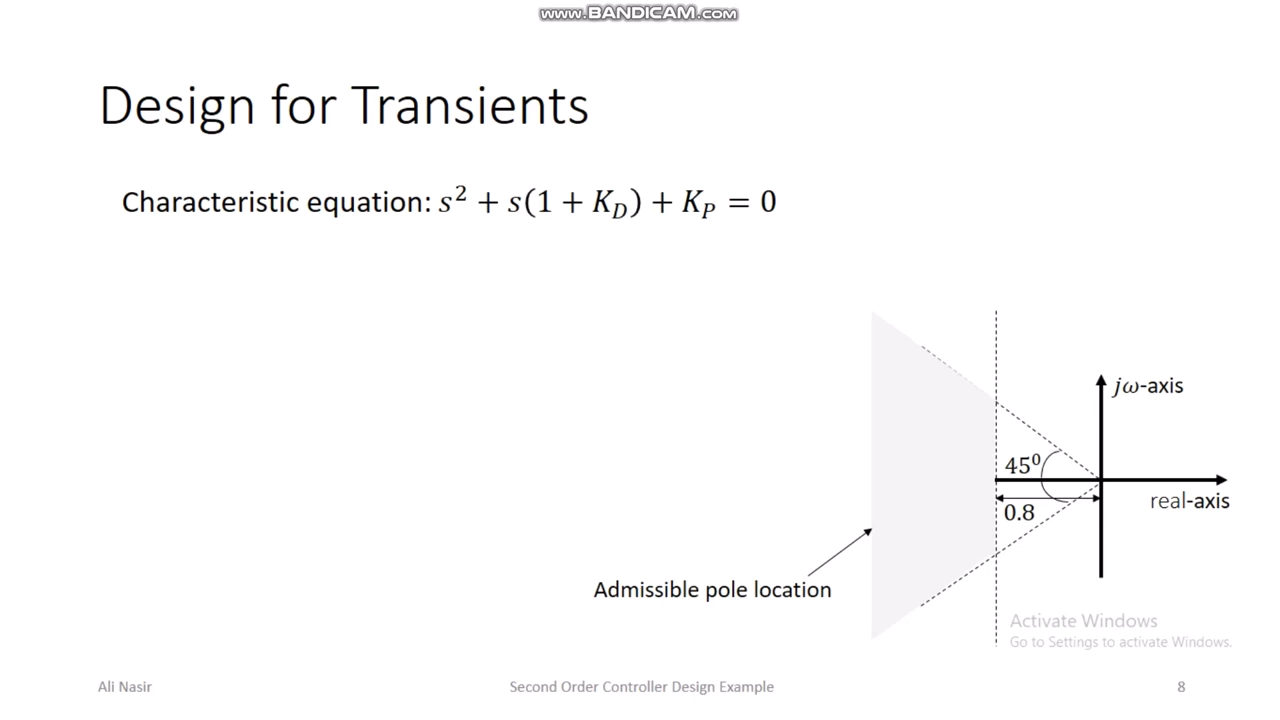 www.BANDICAM.com
Design for Transients
Characteristic equation: s² + s(1 + K_D) + K_P = 0
jω-axis
45⁰
real-axis
0.8
Admissible pole location
Activate Windows
Go to Settings to activate Windows.
Ali Nasir
Second Order Controller Design Example
8